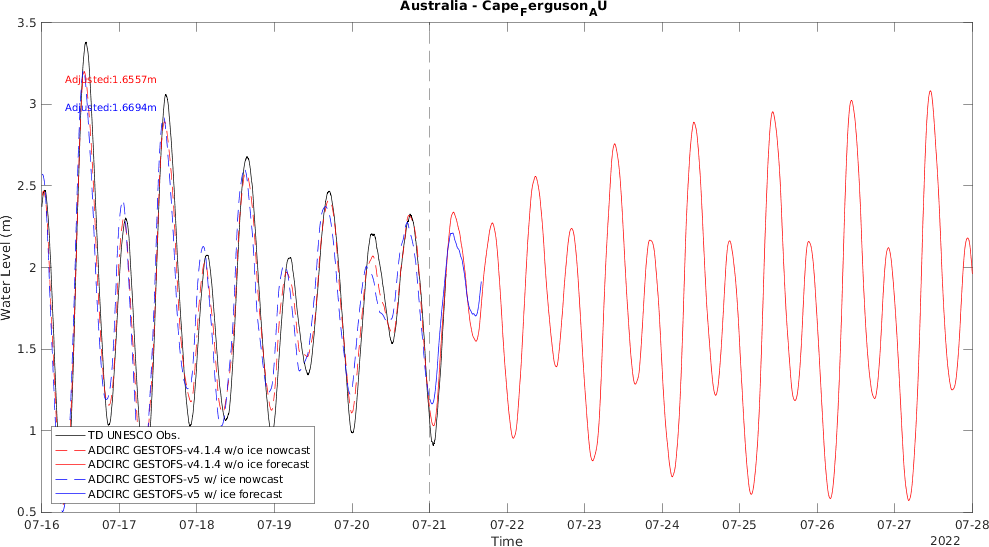 Australia - CapeFergusonAU
3.5
3
2.5
2
1.5
1
0.5
Water Level (m)
Adjusted:1.6557m
Adjusted:1.6694m
TD UNESCO Obs.
ADCIRC GESTOFS-v4.1.4 w/o ice nowcast
ADCIRC GESTOFS-v4.1.4 w/o ice forecast
ADCIRC GESTOFS-v5 w/ ice nowcast
ADCIRC GESTOFS-v5 w/ ice forecast
07-16 07-17 07-18 07-19 07-20 07-21 07-22 07-23 07-24 07-25 07-26 07-27 07-28
Time
2022